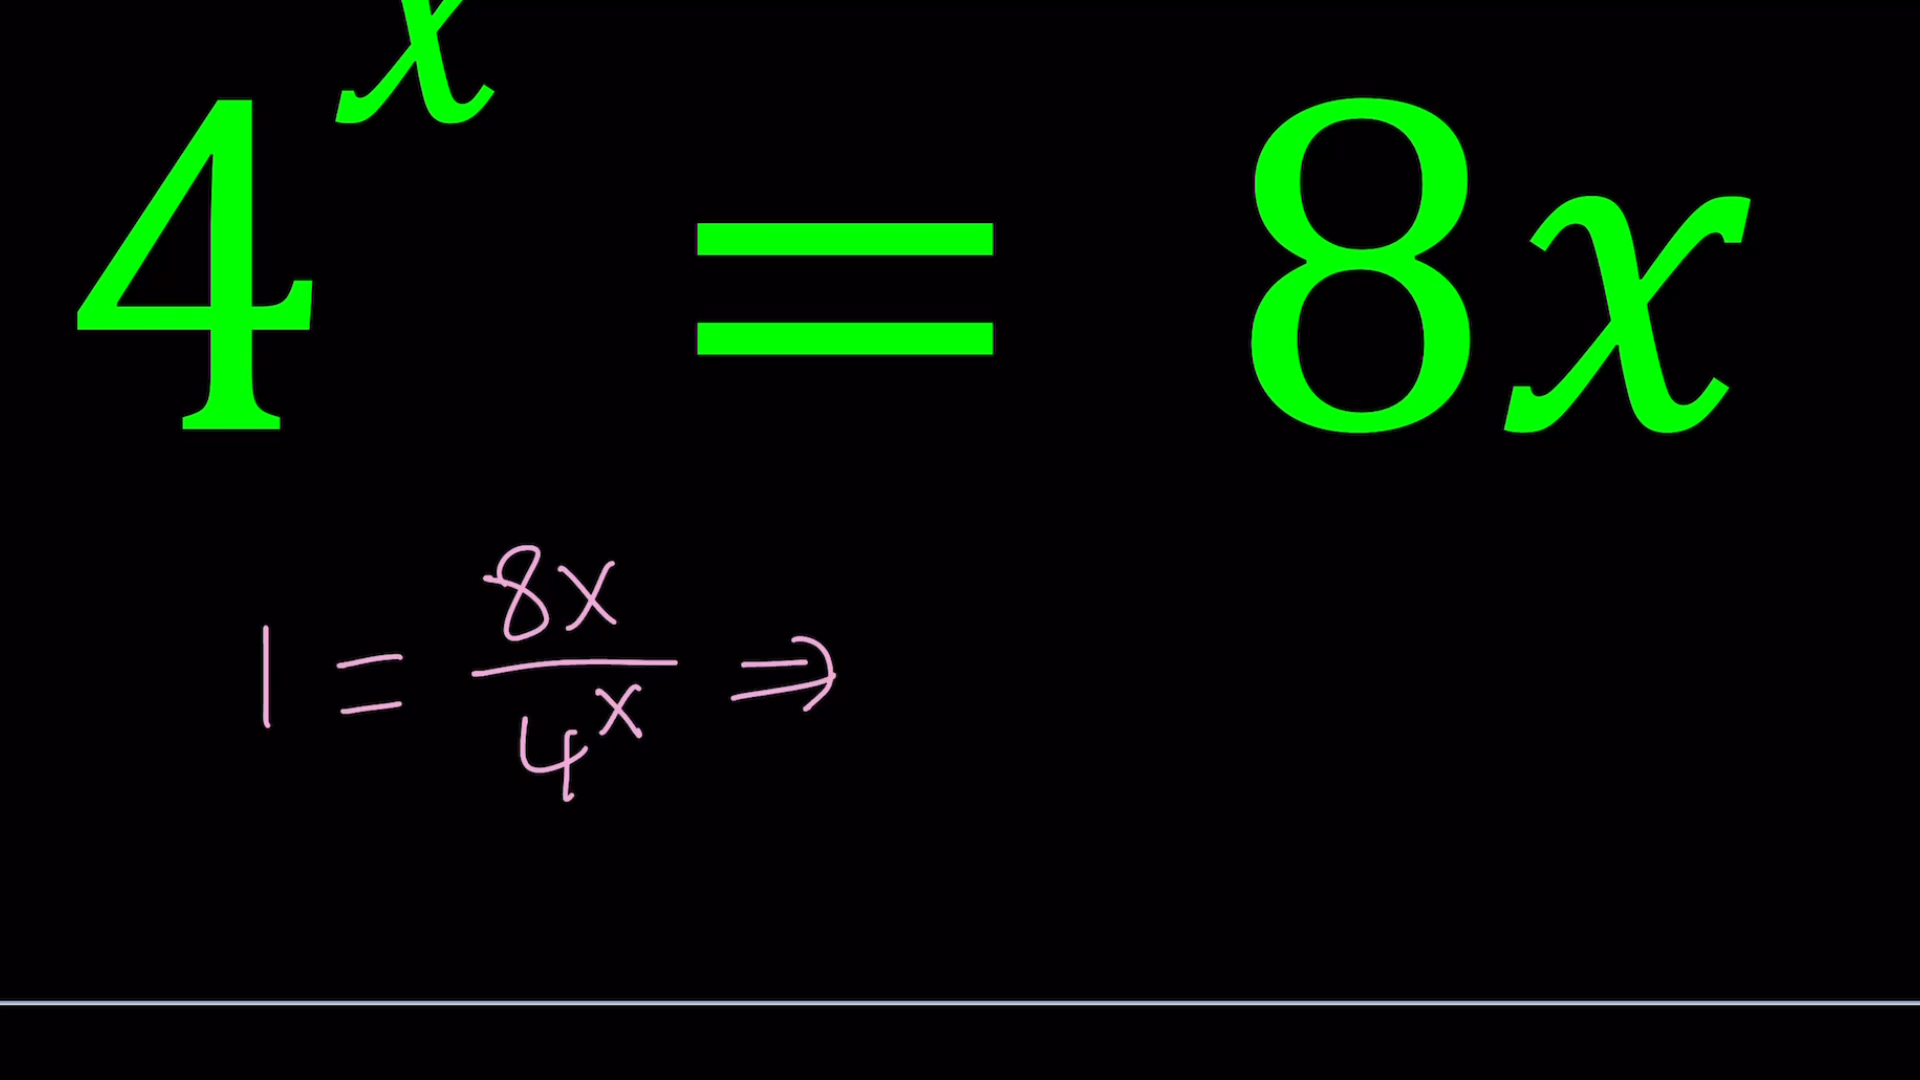 4^x = 8x
1 = 8x/4^x ⇒